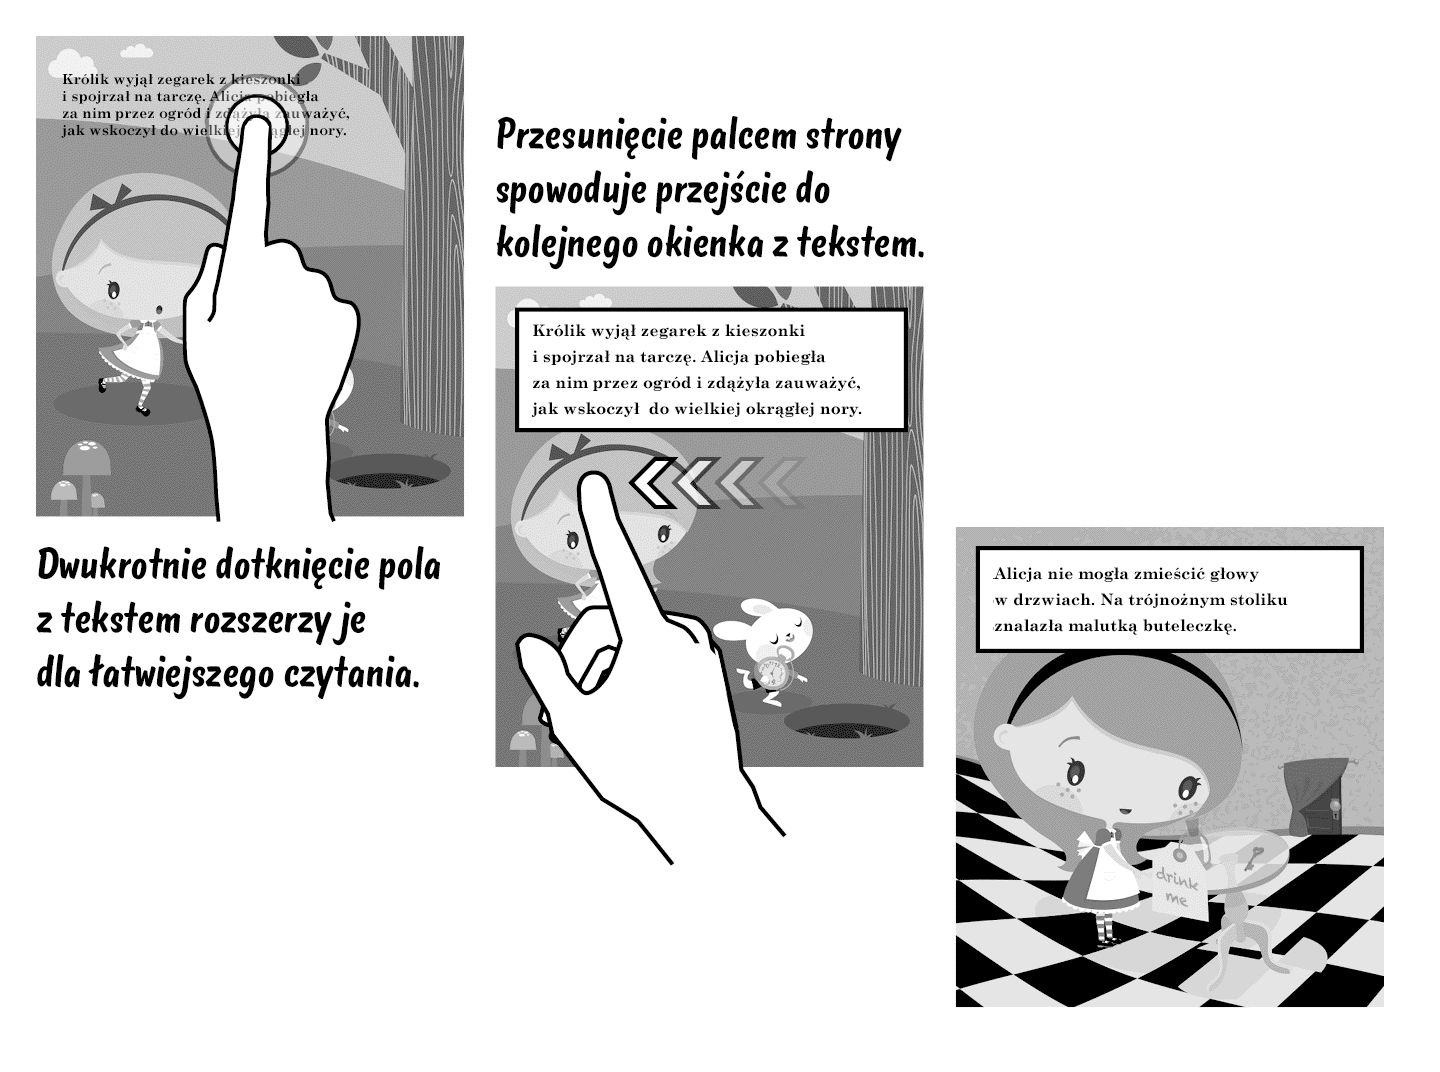 Królik wyjął zegarek z kieszonki
i spojrzał na tarczę. Alicja pobiegła
za nim przez ogród i zdążyła zauważyć,
jak wskoczył do wielkiej nory.
Dwukrotnie dotknięcie pola
z tekstem rozszerzy je
dla łatwiejszego czytania.
Przesunięcie palcem strony
spowoduje przejście do
kolejnego okienka z tekstem.
Królik wyjął zegarek z kieszonki
i spojrzał na tarczę. Alicja pobiegła
za nim przez ogród i zdążyła zauważyć,
jak wskoczył do wielkiej okrągłej nory.
Alicja nie mogła zmieścić głowy
w drzwiach. Na trójnożnym stoliku
znalazła malutką buteleczkę.
drink
me